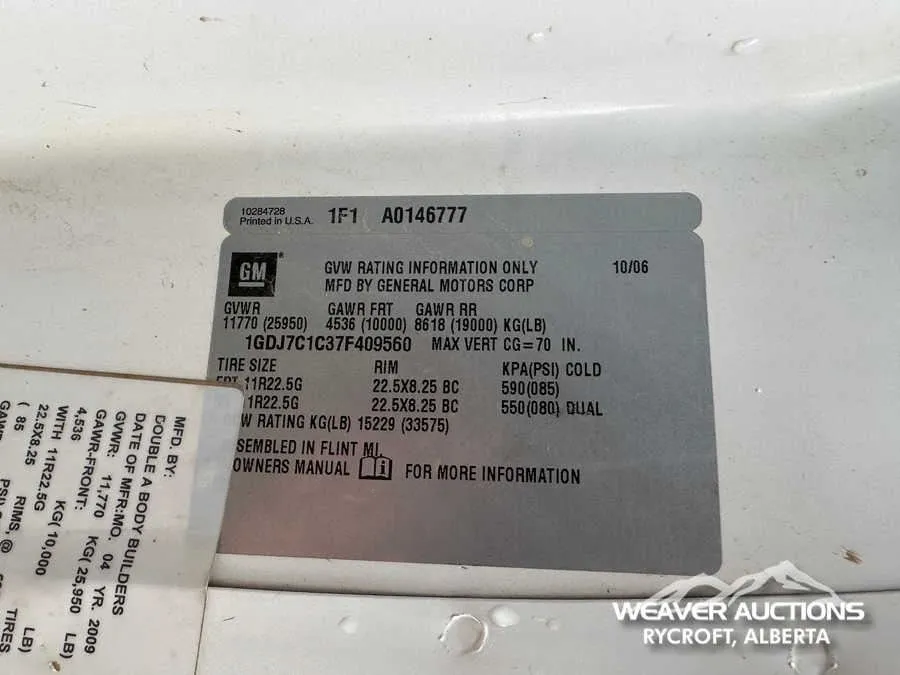 10284728
Printed in U.S.A. 1F1 A0146777
GM® GVW RATING INFORMATION ONLY 10/06
MFD BY GENERAL MOTORS CORP
GVWR GAWR FRT GAWR RR
11770 (25950) 4536 (10000) 8618 (19000) KG(LB)
1GDJ7C1C37F409560 MAX VERT CG=70 IN.
TIRE SIZE RIM KPA(PSI) COLD
FRT 11R22.5G 22.5X8.25 BC 590(085)
1R22.5G 22.5X8.25 BC 550(080) DUAL
W RATING KG(LB) 15229 (33575)
SEMBLED IN FLINT MI.
OWNERS MANUAL i FOR MORE INFORMATION
MFD. BY:
DOUBLE A BODY BUILDERS
DATE OF MFR:MO. 04 YR. 2009
GVWR: 11,770 KG( 25,950 LB)
GAWR-FRONT:
4,536 KG( 10,000 LB)
WITH 11R22.5G TIRES
22.5X8.25 RIMS, @
( 85 PSI)
GAWR
WEAVER AUCTIONS
RYCROFT, ALBERTA